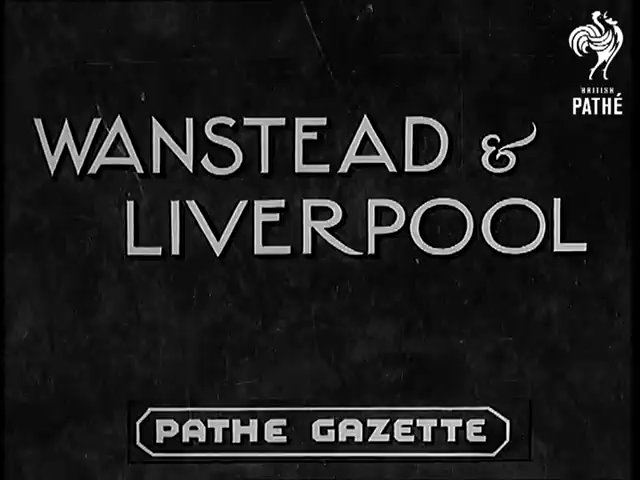 BRITISH
PATHÉ
WANSTEAD &
LIVERPOOL
PATHE GAZETTE